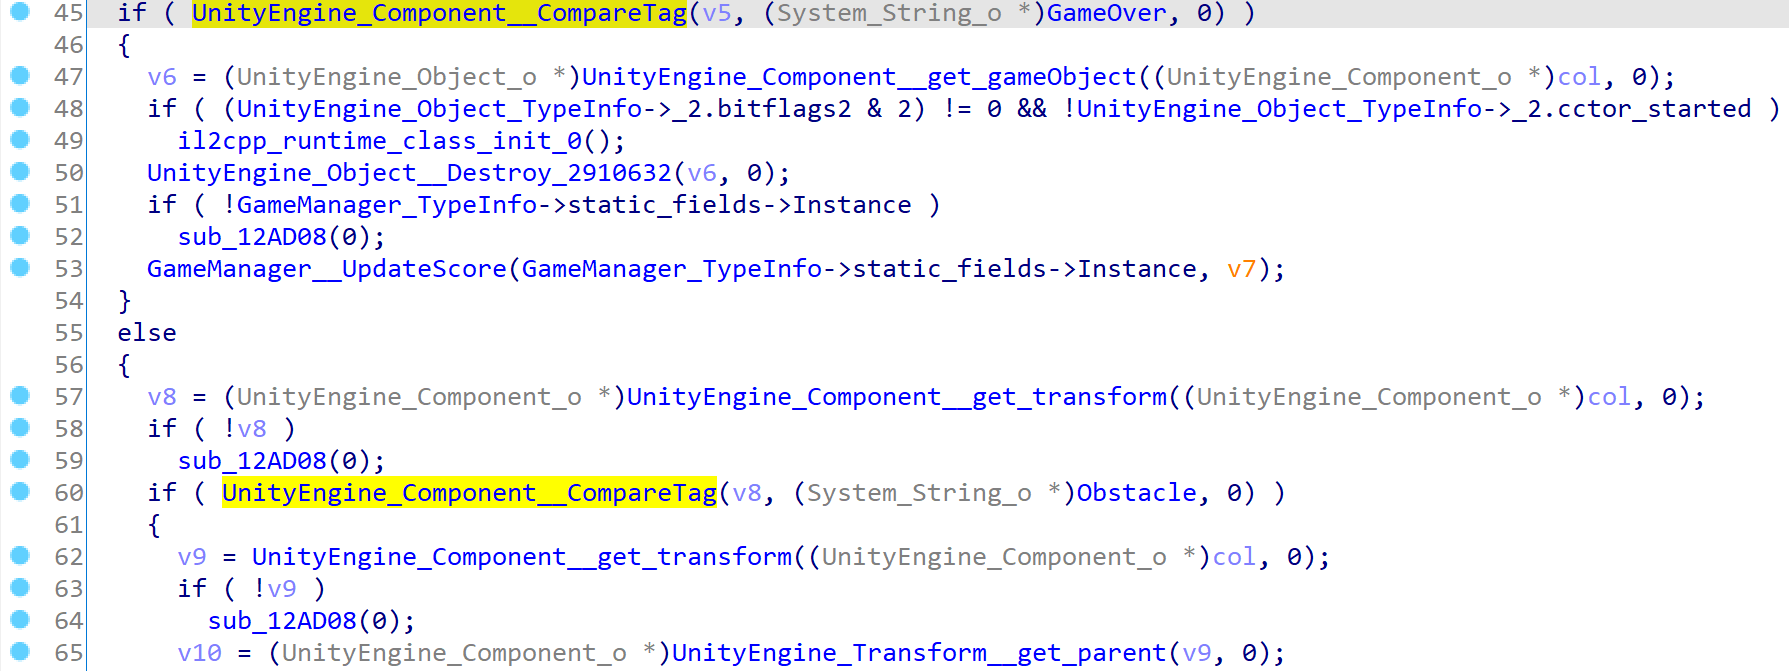 45 if ( UnityEngine_Component__CompareTag(v5, (System_String_o *)GameOver, 0) )
46 {
47 v6 = (UnityEngine_Object_o *)UnityEngine_Component__get_gameObject((UnityEngine_Component_o *)col, 0);
48 if ( (UnityEngine_Object_TypeInfo->_2.bitflags2 & 2) != 0 && !UnityEngine_Object_TypeInfo->_2.cctor_started )
49 il2cpp_runtime_class_init_0();
50 UnityEngine_Object__Destroy_2910632(v6, 0);
51 if ( !GameManager_TypeInfo->static_fields->Instance )
52 sub_12AD08(0);
53 GameManager__UpdateScore(GameManager_TypeInfo->static_fields->Instance, v7);
54 }
55 else
56 {
57 v8 = (UnityEngine_Component_o *)UnityEngine_Component__get_transform((UnityEngine_Component_o *)col, 0);
58 if ( !v8 )
59 sub_12AD08(0);
60 if ( UnityEngine_Component__CompareTag(v8, (System_String_o *)Obstacle, 0) )
61 {
62 v9 = UnityEngine_Component__get_transform((UnityEngine_Component_o *)col, 0);
63 if ( !v9 )
64 sub_12AD08(0);
65 v10 = (UnityEngine_Component_o *)UnityEngine_Transform__get_parent(v9, 0);